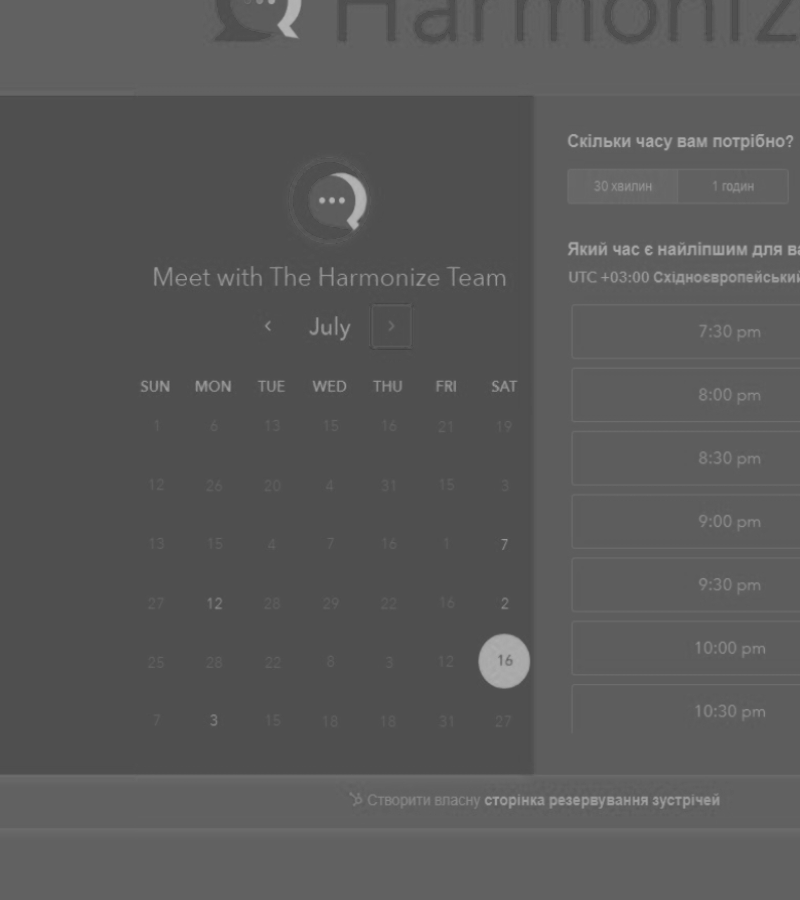 Harmoniz
Meet with The Harmonize Team
July
SUN MON TUE WED THU FRI SAT
1 6 13 15 16 21 19
12 26 20 4 31 15 3
13 15 4 7 16 1 7
27 12 28 29 22 16 2
25 28 22 8 3 12 16
7 3 15 18 18 31 27
Скільки часу вам потрібно?
30 хвилин 1 годин
Який час є найліпшим для ва
UTC +03:00 Східноєвропейський
7:30 pm
8:00 pm
8:30 pm
9:00 pm
9:30 pm
10:00 pm
10:30 pm
Створити власну сторінка резервування зустрічей